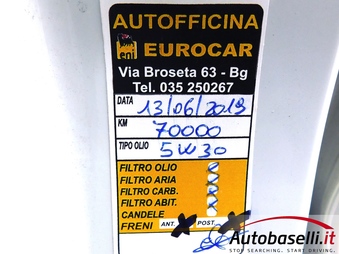 AUTOFFICINA
eni EUROCAR
Via Broseta 63 - Bg
Tel. 035 250267
DATA 13/06/2019
KM 70000
TIPO OLIO 5W30
FILTRO OLIO
FILTRO ARIA
FILTRO CARB.
FILTRO ABIT.
CANDELE
FRENI ANT. X POST. X
Autobaselli.it
STOP SEARCHING. START DRIVING.